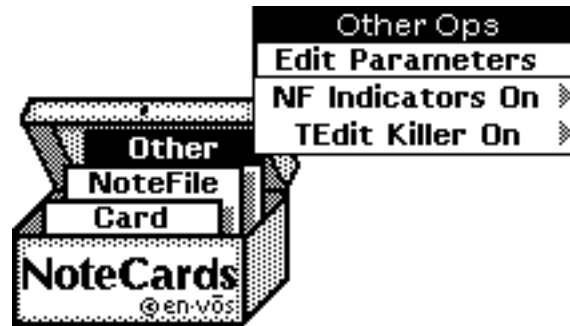 Other Ops
Edit Parameters
NF Indicators On
TEdit Killer On
Other
NoteFile
Card
NoteCards
©en·vōs